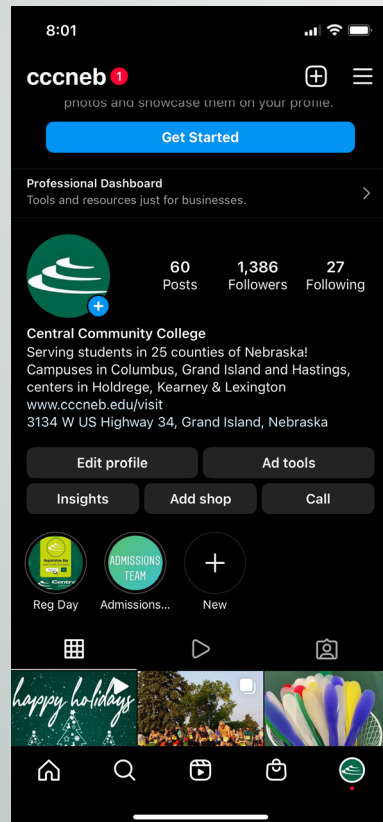 8:01
cccneb 1
photos and showcase them on your profile.
Get Started
Professional Dashboard
Tools and resources just for businesses.
60 1,386 27
Posts Followers Following
Central Community College
Serving students in 25 counties of Nebraska!
Campuses in Columbus, Grand Island and Hastings,
centers in Holdrege, Kearney & Lexington
www.cccneb.edu/visit
3134 W US Highway 34, Grand Island, Nebraska
Edit profile Ad tools
Insights Add shop Call
Registration Day
Centr
ADMISSIONS
TEAM
Reg Day Admissions... New
happy holidays